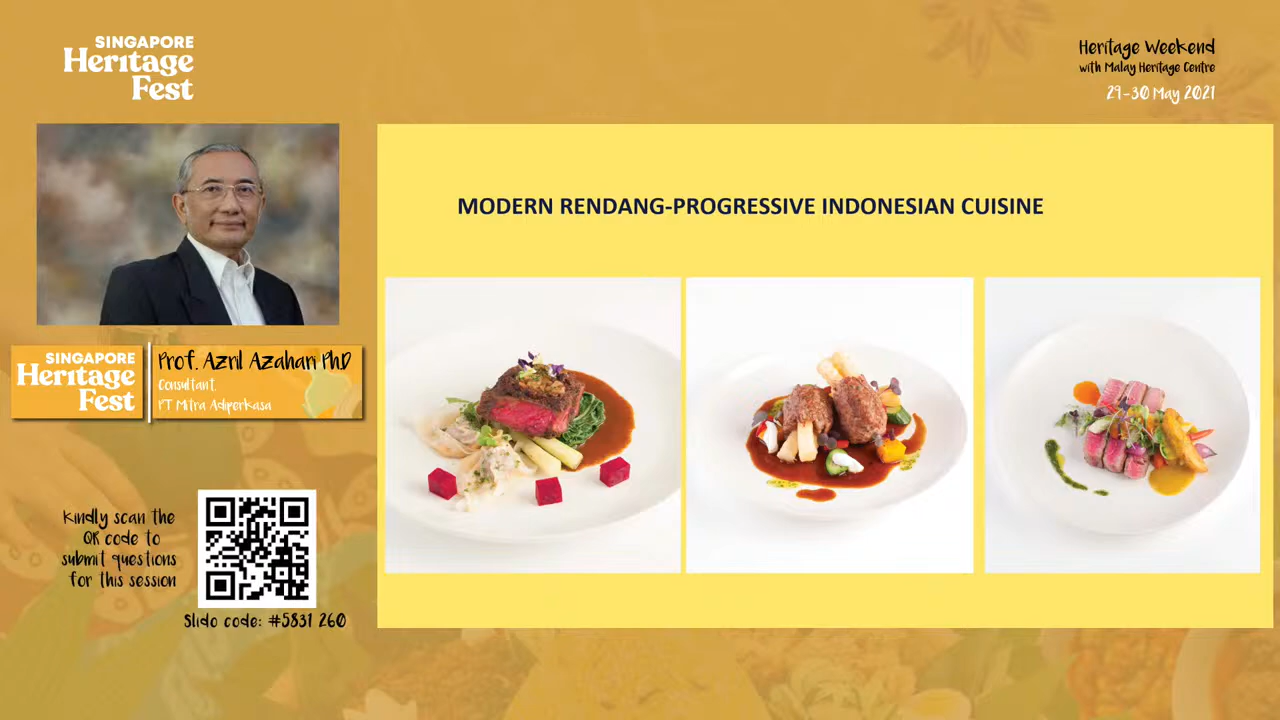 SINGAPORE
Heritage
Fest
Heritage Weekend
with Malay Heritage Centre
29-30 May 2021
MODERN RENDANG-PROGRESSIVE INDONESIAN CUISINE
SINGAPORE
Heritage
Fest
Prof. Azril Azahari PhD
Consultant,
PT Mitra Adiperkasa
Kindly scan the
QR code to
submit questions
for this session
Slido code: #5831 260